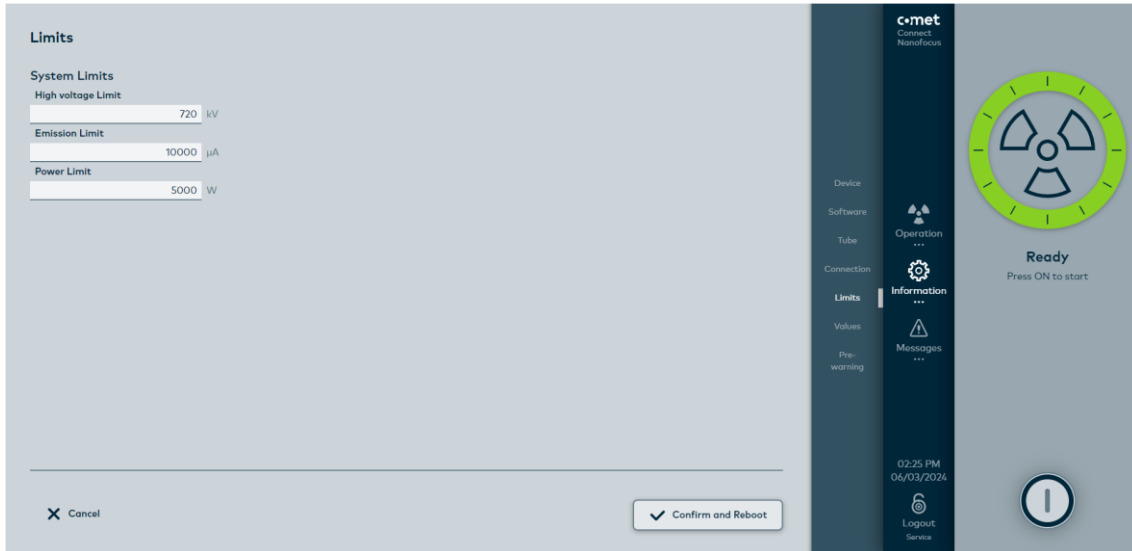 Limits
System Limits
High voltage Limit
720 kV
Emission Limit
10000 µA
Power Limit
5000 W
Cancel
Confirm and Reboot
Device
Software
Tube
Connection
Limits
Values
Pre-
warning
comet
Connect
Nanofocus
Operation
Information
Messages
02:25 PM
06/03/2024
Logout
Service
Ready
Press ON to start